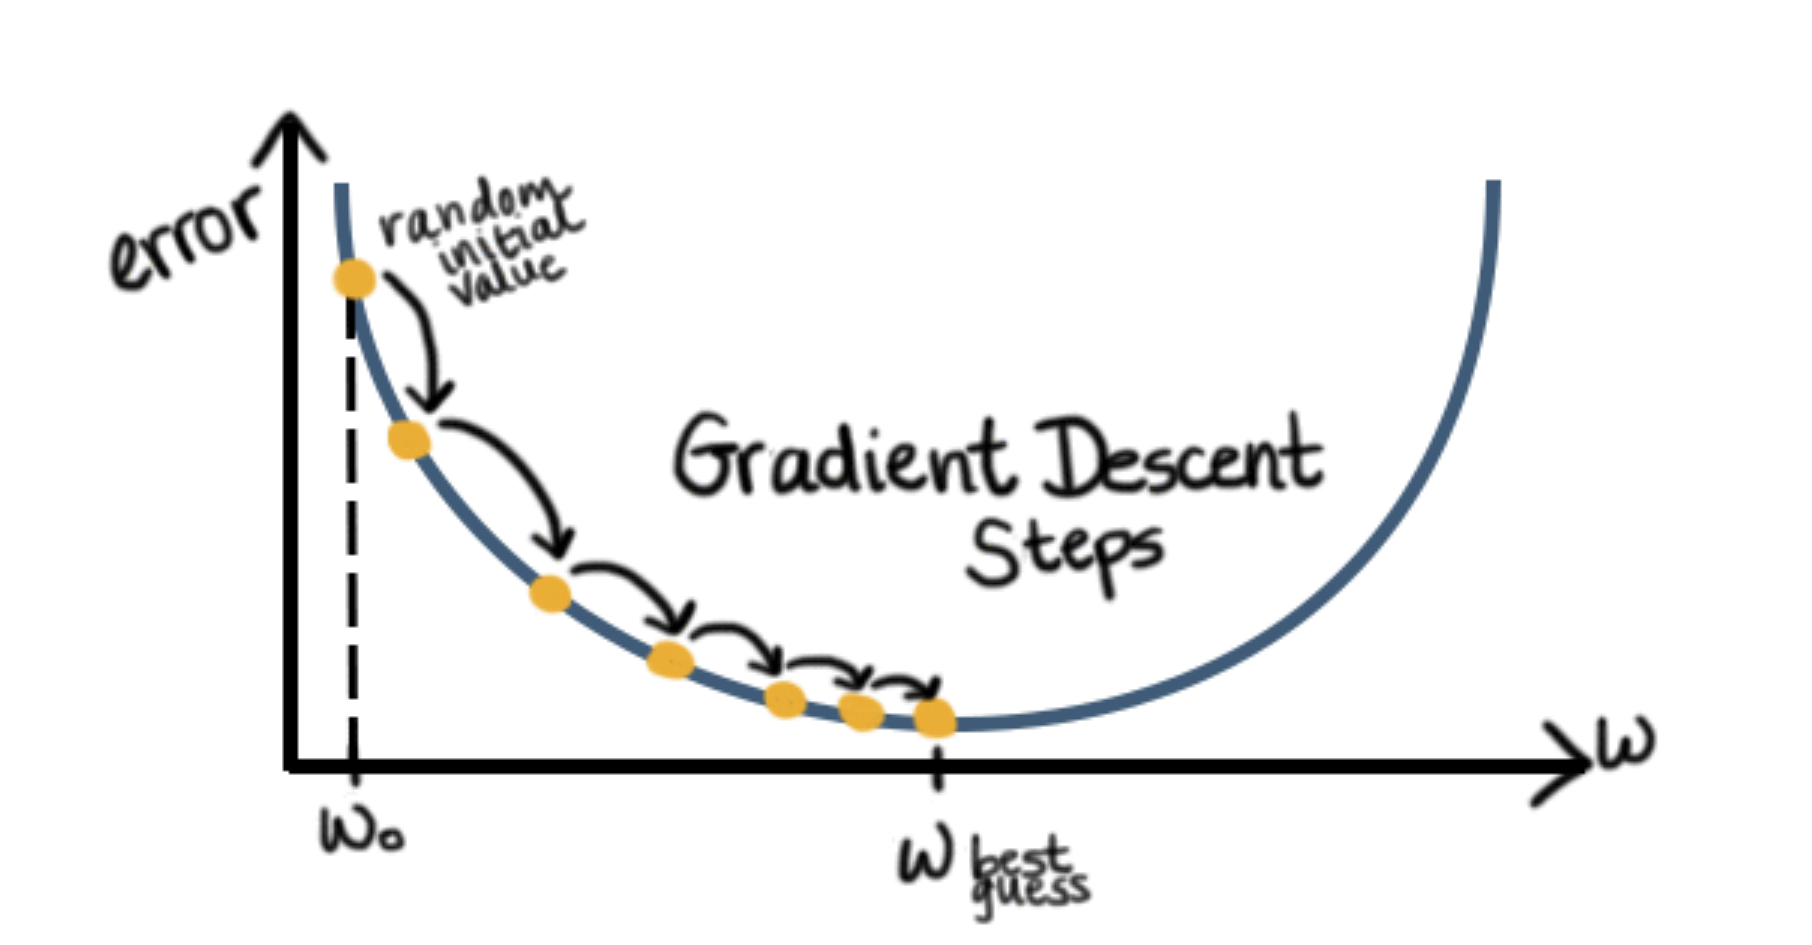 error
random
initial
value
Gradient Descent
Steps
w
w₀
w best
guess